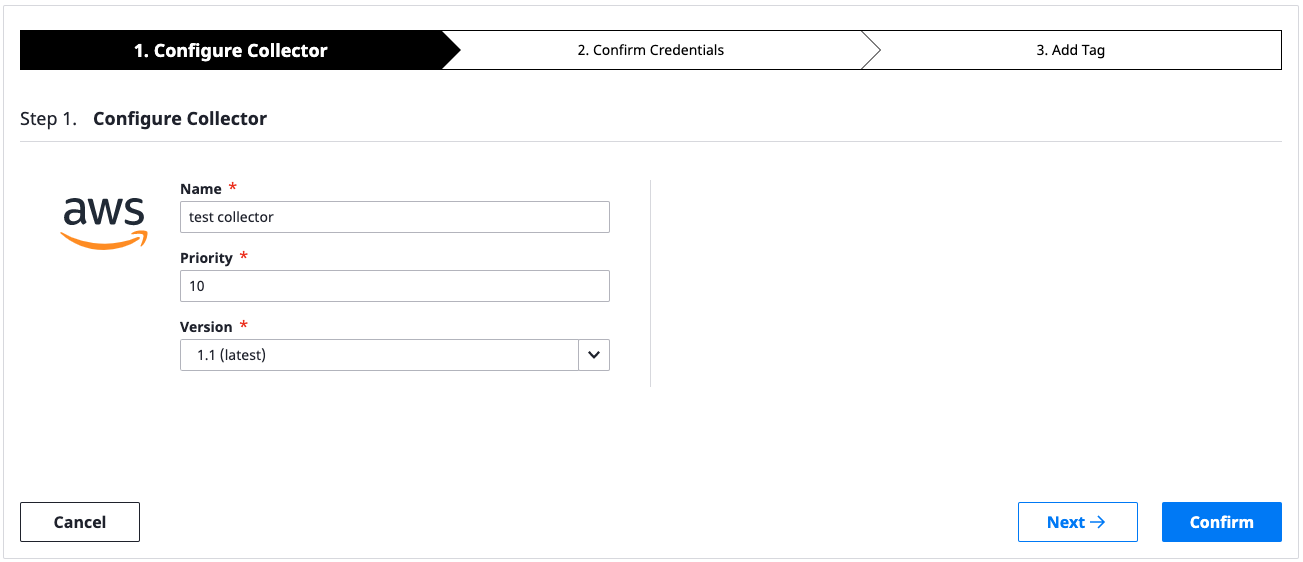 1. Configure Collector
2. Confirm Credentials
3. Add Tag
Step 1. Configure Collector
aws
Name *
test collector
Priority *
10
Version *
1.1 (latest)
Cancel
Next →
Confirm